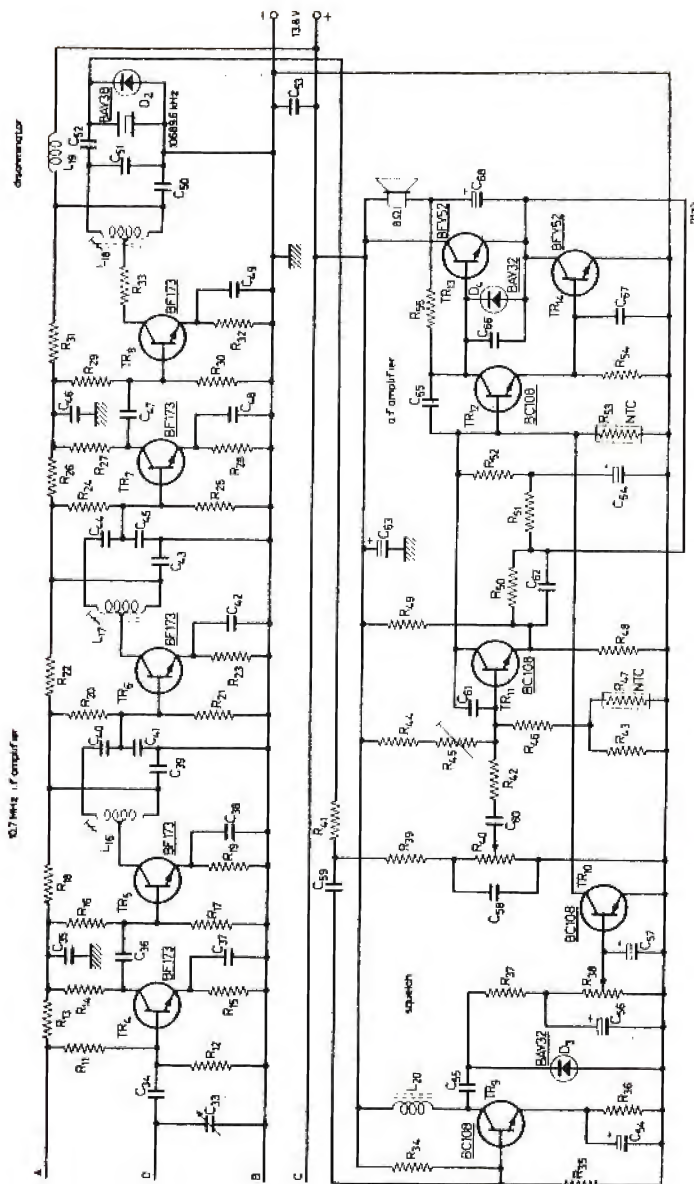 10.7 MHz i.f. amplifier
discriminator
A
D
B
C
R11
C34
C33
R12
R13
R14
C35
TR4
BF173
R15
C37
C36
R16
R17
R18
TR5
BF173
R19
C38
L16
C39
C40
C41
R20
R21
R22
TR6
BF173
R23
C42
L17
C43
C44
C45
R24
R25
R26
R27
C46
TR7
BF173
R28
C48
C47
R29
R30
R31
TR8
BF173
R32
C49
R33
L18
L19
C50
C51
C52
BAY38
D2
10689.6 kHz
C53
−
13.8 V
+
squelch
a.f. amplifier
R34
R35
BC108
TR9
L20
C55
R36
C54
BAY32
D3
R37
C56
R38
C57
BC108
TR10
C59
R41
R39
R40
C58
C60
R42
R44
R45
R46
R43
R47
NTC
C61
TR11
BC108
R48
R49
R50
C62
C63
R51
R52
C64
R53
NTC
C65
TR12
BC108
R54
R55
C66
D4
BAY32
TR13
BFY52
TR14
BFY52
C67
8Ω
C68